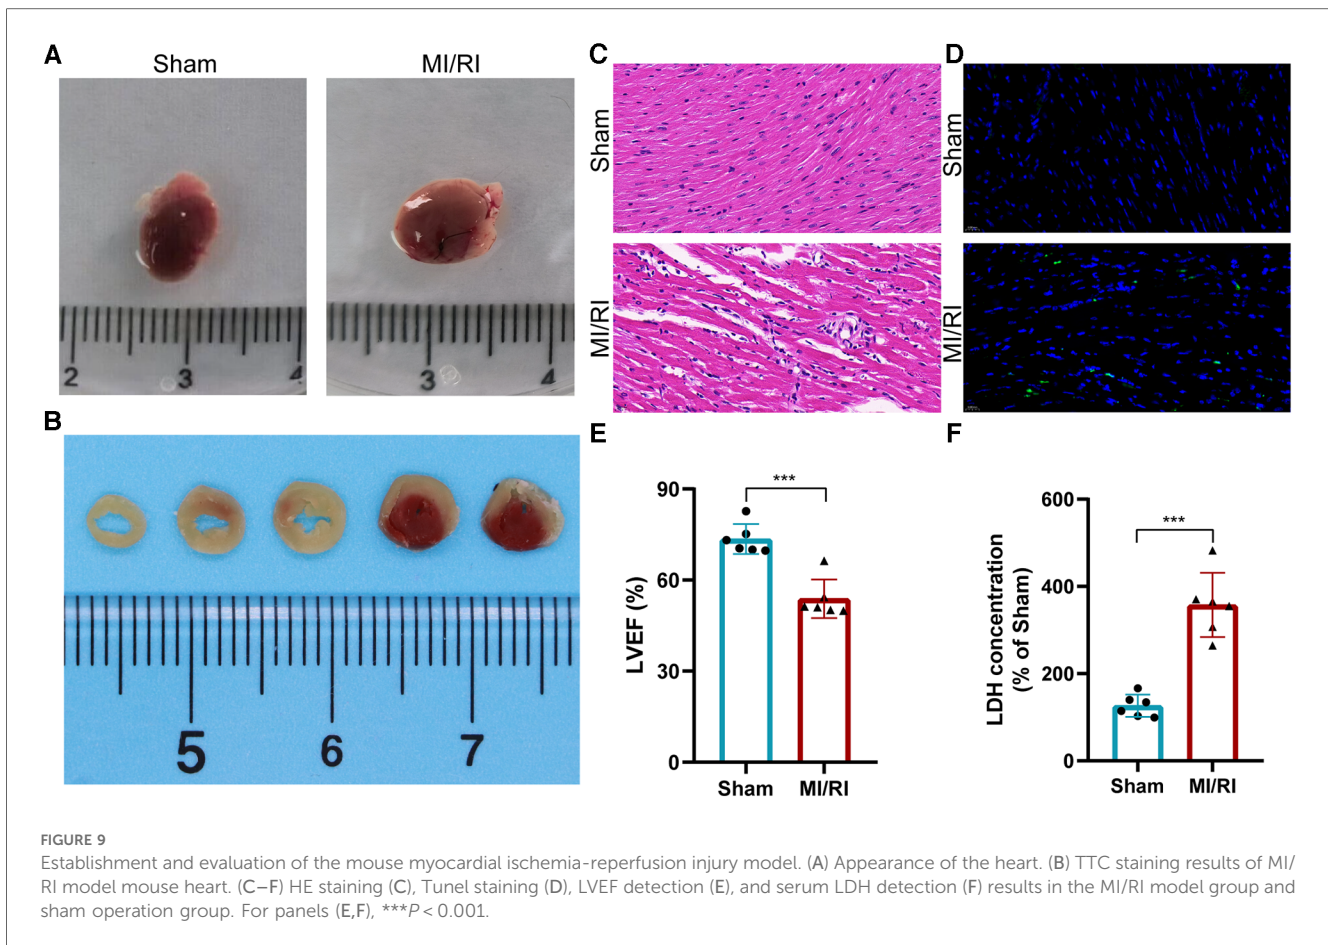 A
Sham
MI/RI
2
3
4
3
4
B
5
6
7
C
Sham
MI/RI
D
Sham
MI/RI
E
LVEF (%)
90
60
30
0
***
Sham
MI/RI
F
LDH concentration
(% of Sham)
600
400
200
0
***
Sham
MI/RI
FIGURE 9
Establishment and evaluation of the mouse myocardial ischemia-reperfusion injury model. (A) Appearance of the heart. (B) TTC staining results of MI/
RI model mouse heart. (C–F) HE staining (C), Tunel staining (D), LVEF detection (E), and serum LDH detection (F) results in the MI/RI model group and
sham operation group. For panels (E,F), ***P < 0.001.